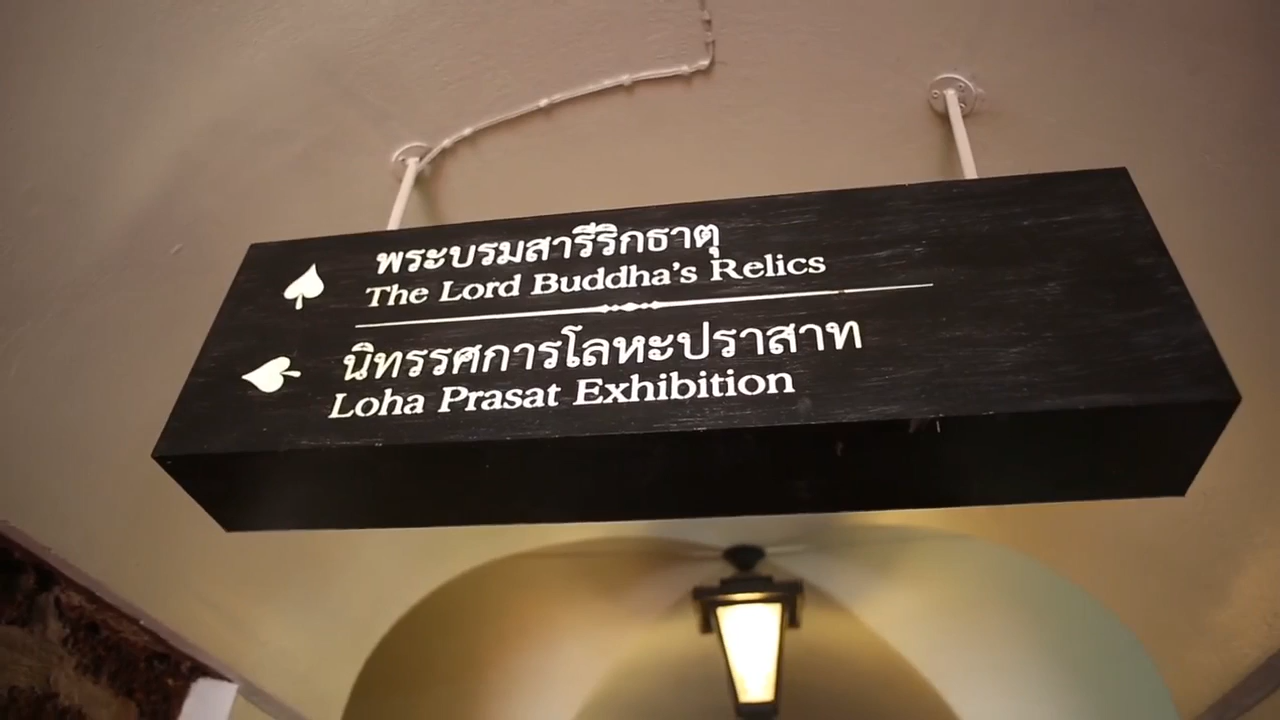 พระบรมสารีริกธาตุ
The Lord Buddha's Relics
นิทรรศการโลหะปราสาท
Loha Prasat Exhibition